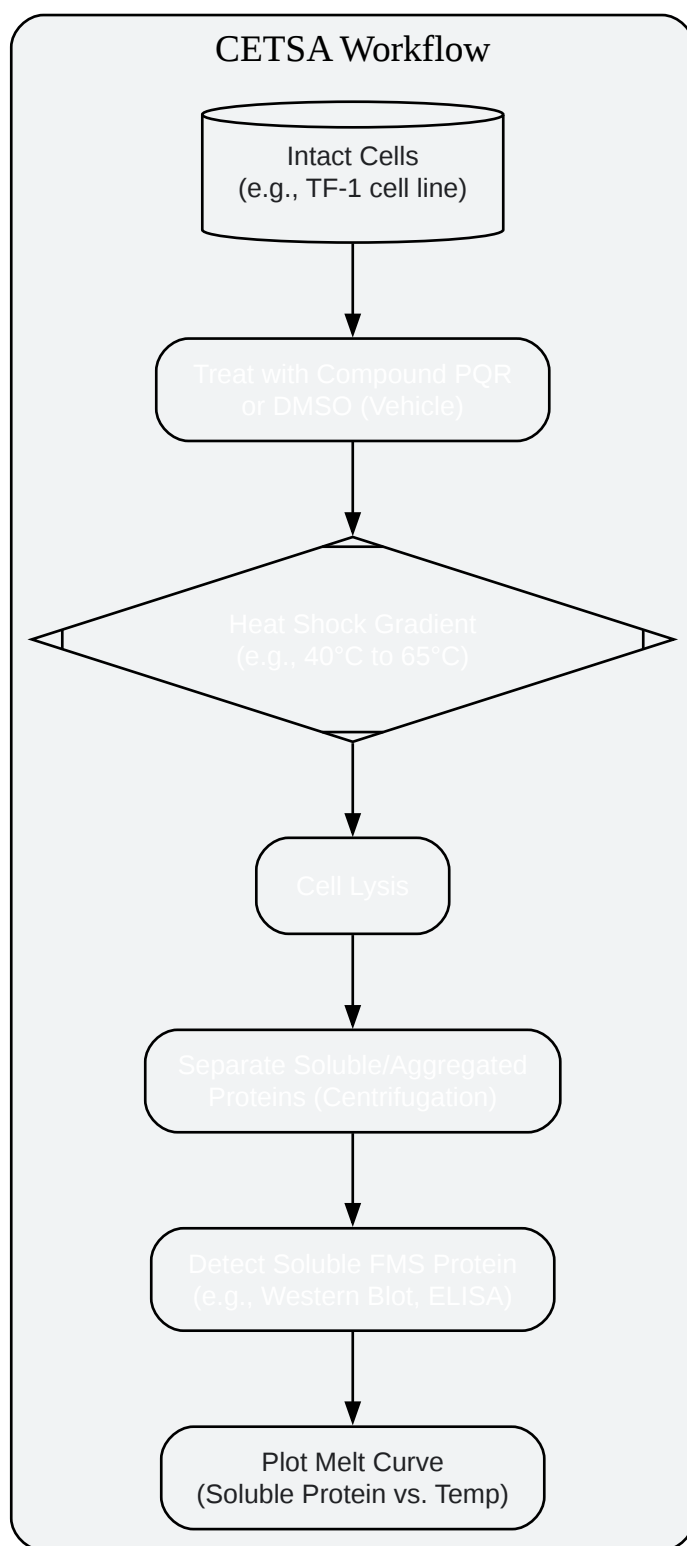 CETSA Workflow
Intact Cells
(e.g., TF-1 cell line)
Treat with Compound PQR
or DMSO (Vehicle)
Heat Shock Gradient
(e.g., 40°C to 65°C)
Cell Lysis
Separate Soluble/Aggregated
Proteins (Centrifugation)
Detect Soluble FMS Protein
(e.g., Western Blot, ELISA)
Plot Melt Curve
(Soluble Protein vs. Temp)